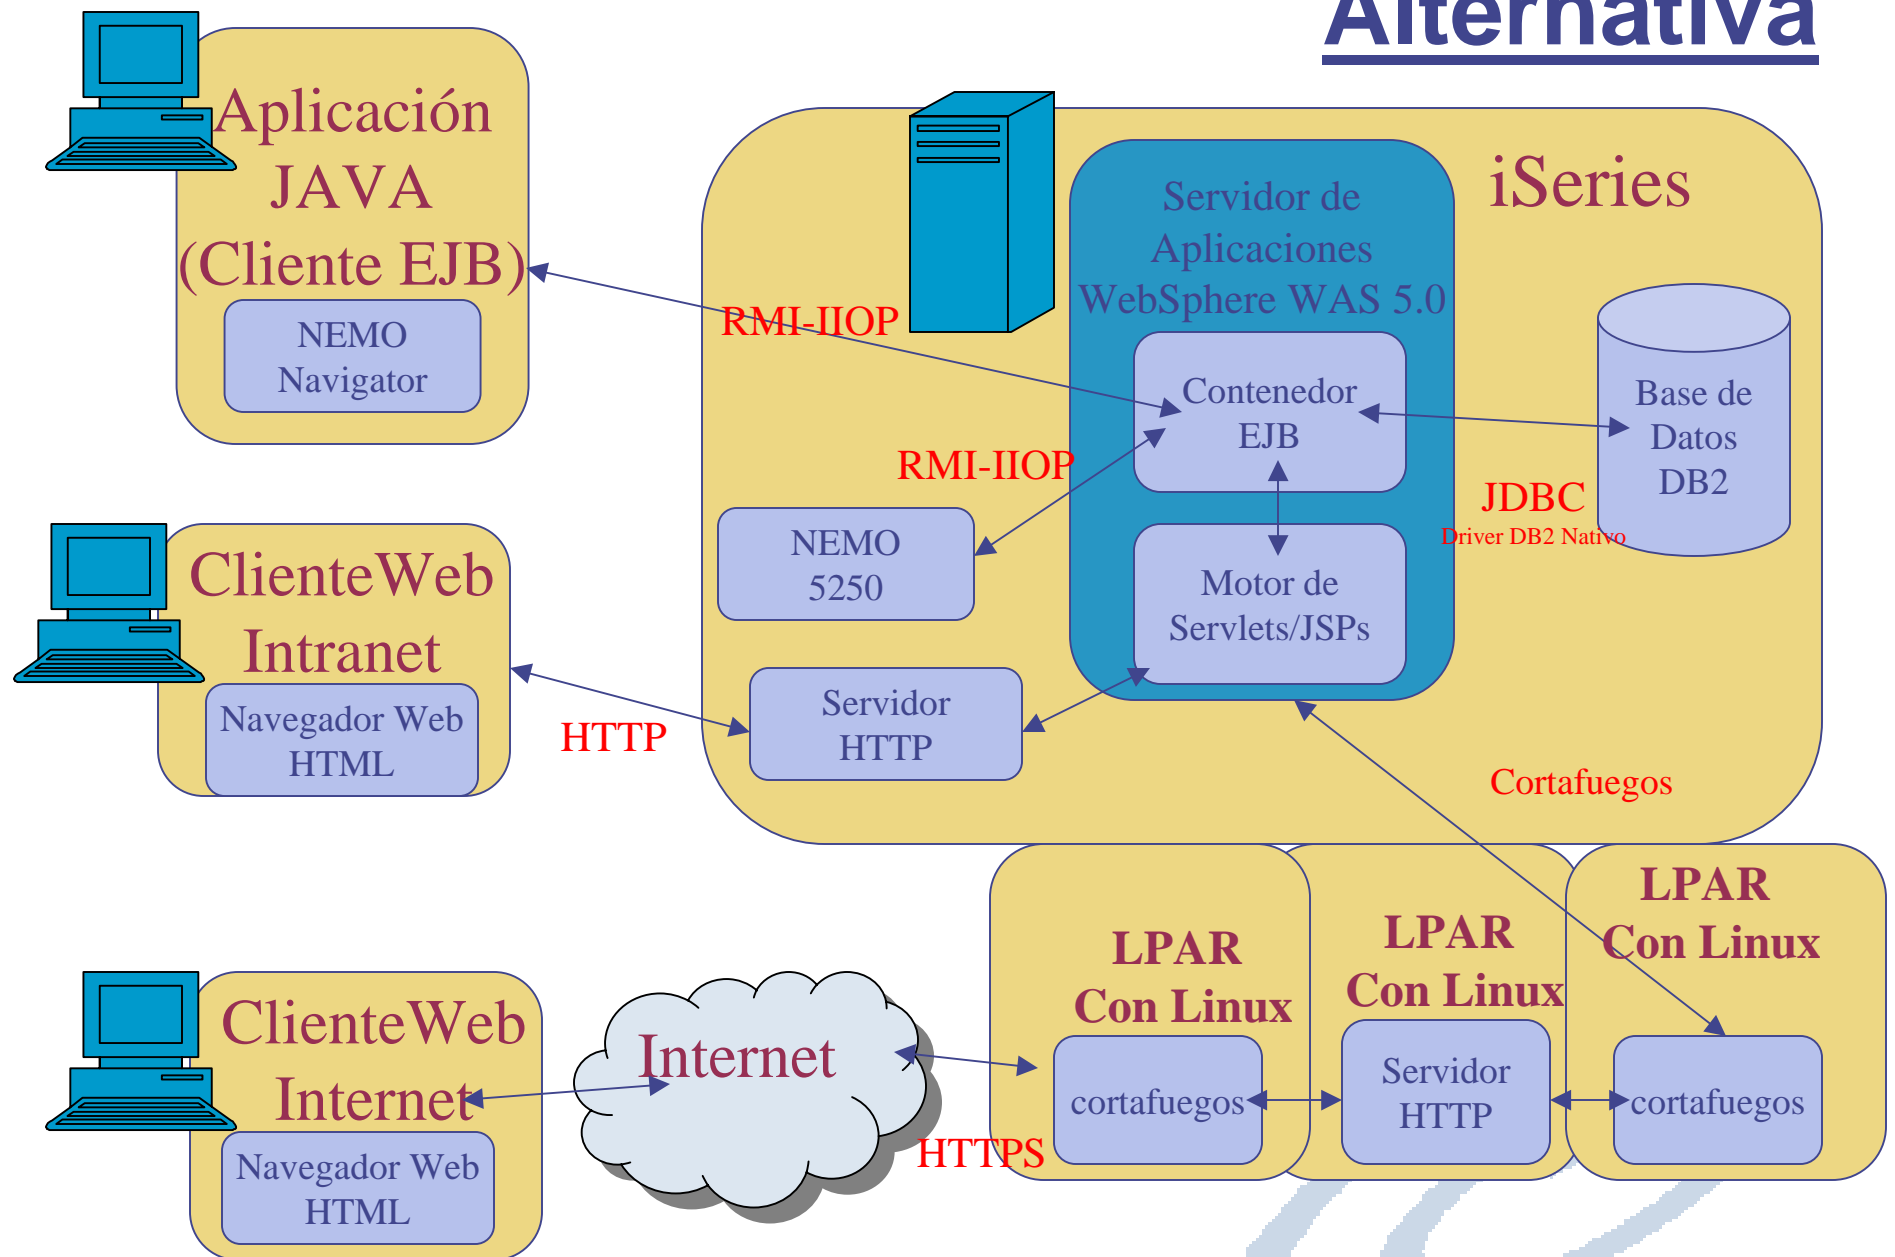 Alternativa
Aplicación
JAVA
(Cliente EJB)
NEMO
Navigator
iSeries
Servidor de
Aplicaciones
WebSphere WAS 5.0
RMI-IIOP
Contenedor
EJB
Base de
Datos
DB2
RMI-IIOP
JDBC
Driver DB2 Nativo
NEMO
5250
Motor de
Servlets/JSPs
ClienteWeb
Intranet
Navegador Web
HTML
HTTP
Servidor
HTTP
Cortafuegos
LPAR
Con Linux
LPAR
Con Linux
LPAR
Con Linux
ClienteWeb
Internet
Navegador Web
HTML
Internet
HTTPS
cortafuegos
Servidor
HTTP
cortafuegos